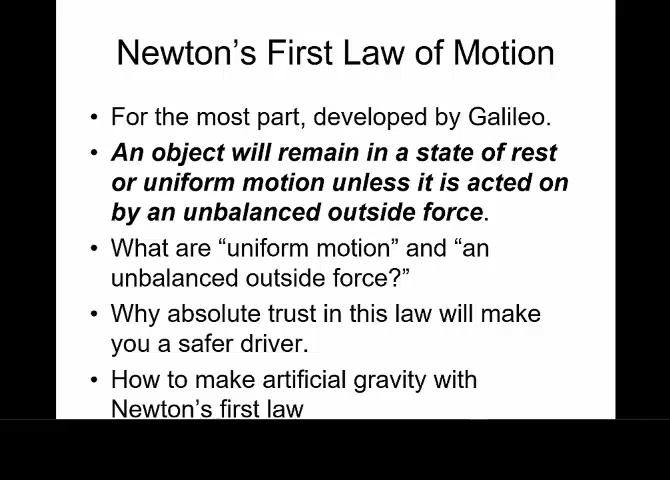 Newton's First Law of Motion
• For the most part, developed by Galileo.
• An object will remain in a state of rest
or uniform motion unless it is acted on
by an unbalanced outside force.
• What are “uniform motion” and “an
unbalanced outside force?”
• Why absolute trust in this law will make
you a safer driver.
• How to make artificial gravity with
Newton's first law